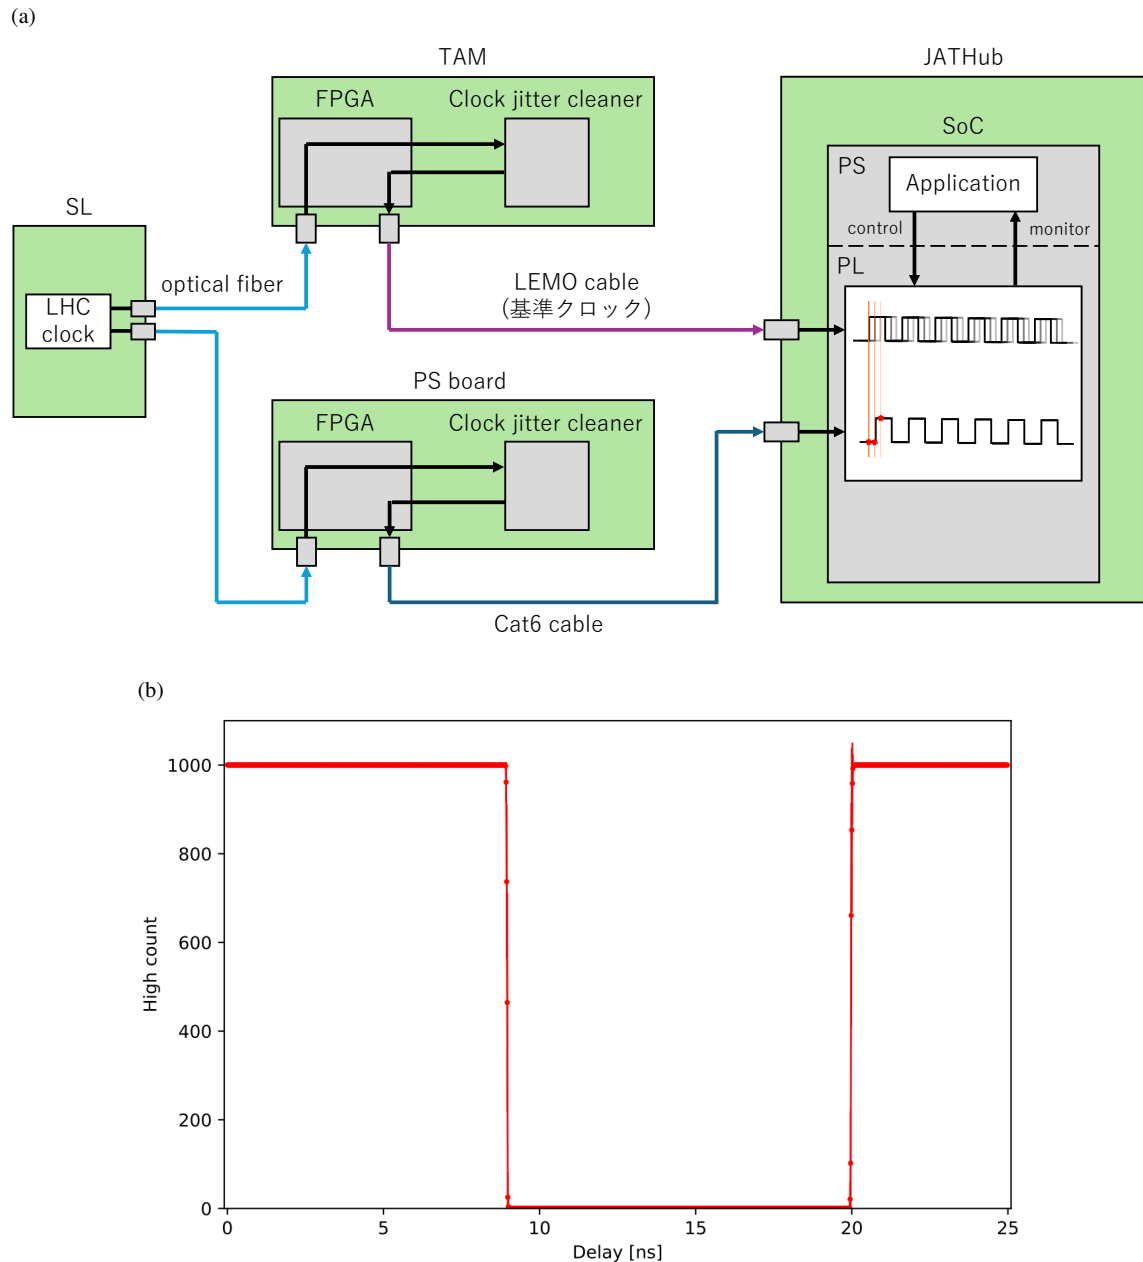 (a)
TAM
JATHub
FPGA
Clock jitter cleaner
SoC
PS
Application
SL
control
monitor
PL
optical fiber
LEMO cable
(基準クロック)
LHC
clock
PS board
FPGA
Clock jitter cleaner
Cat6 cable
(b)
1000
800
600
400
200
0
High count
0
5
10
15
20
25
Delay [ns]